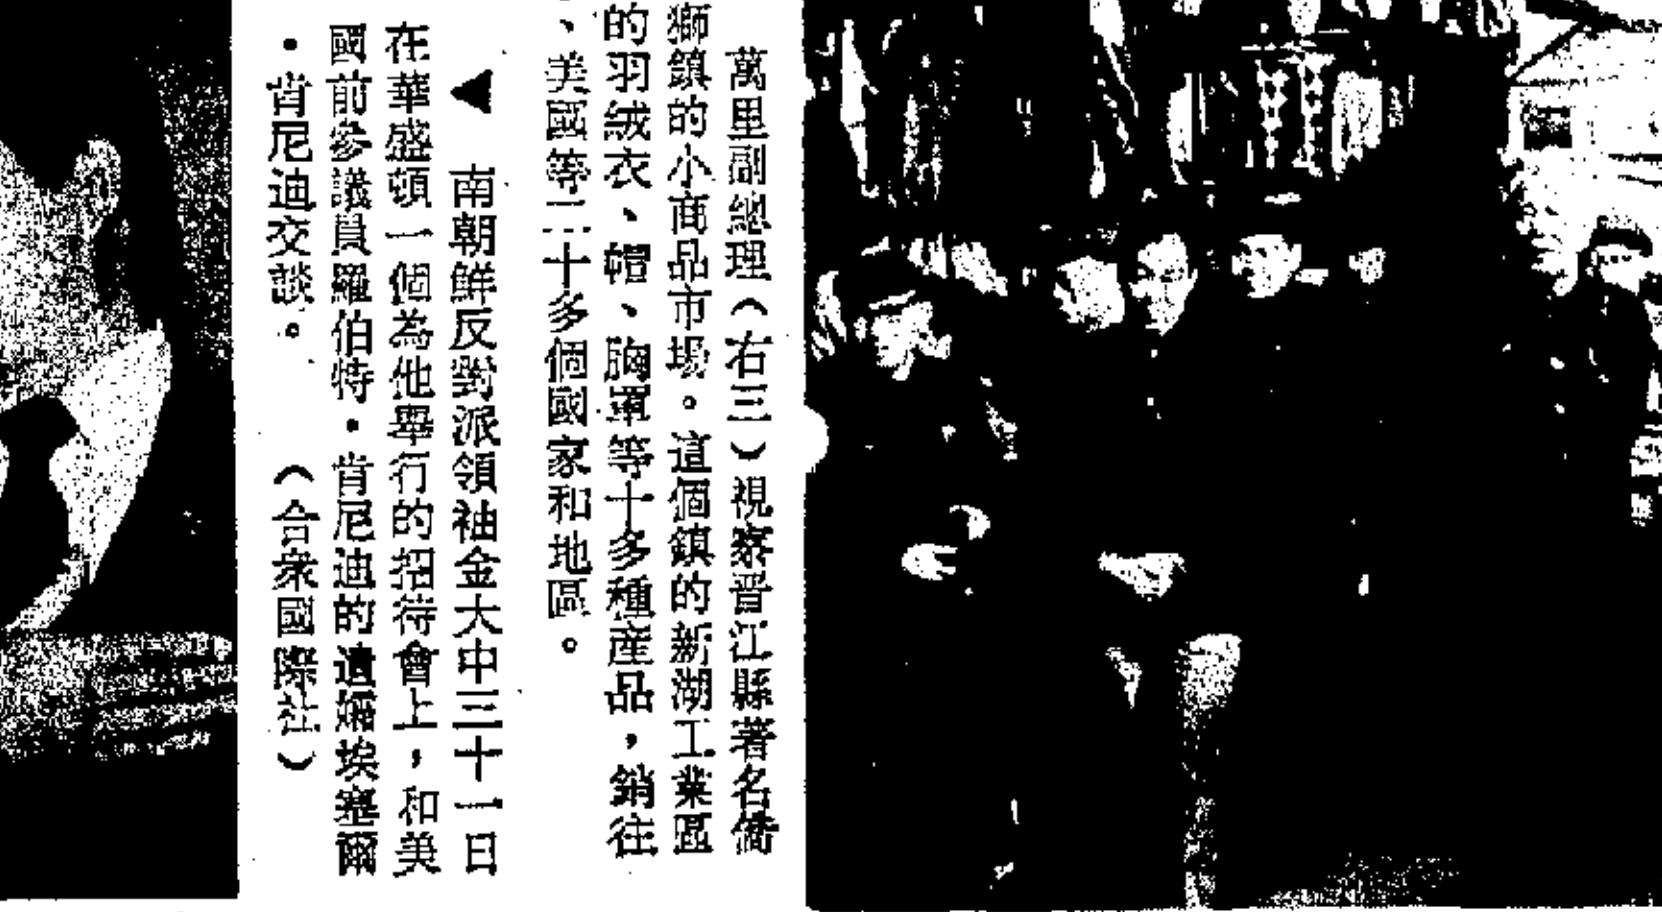 萬里副總理（右三）視察晋江縣著名僑
獅鎮的小商品市場。這個鎮的新湖工業區
的羽絨衣、帽、胸罩等十多種産品，銷往
、美國等二十多個國家和地區。
◀ 南朝鮮反對派領袖金大中三十一日
在華盛頓一個為他舉行的招待會上，和美
國前參議員羅伯特·肯尼迪的遺孀埃塞爾
·肯尼迪交談。 （合衆國際社）